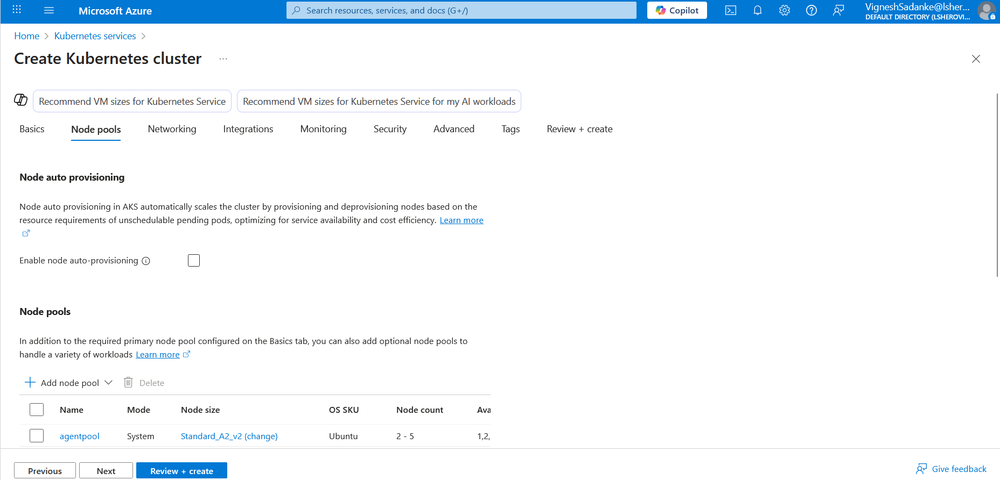 Microsoft Azure
Search resources, services, and docs (G+/)
Copilot
VigneshSadanke@lsher...
DEFAULT DIRECTORY (LSHEROVI...
Home > Kubernetes services >
Create Kubernetes cluster ...
Recommend VM sizes for Kubernetes Service
Recommend VM sizes for Kubernetes Service for my AI workloads
Basics Node pools Networking Integrations Monitoring Security Advanced Tags Review + create
Node auto provisioning
Node auto provisioning in AKS automatically scales the cluster by provisioning and deprovisioning nodes based on the
resource requirements of unschedulable pending pods, optimizing for service availability and cost efficiency. Learn more
Enable node auto-provisioning
Node pools
In addition to the required primary node pool configured on the Basics tab, you can also add optional node pools to
handle a variety of workloads Learn more
Add node pool Delete
Name Mode Node size OS SKU Node count Ava
agentpool System Standard_A2_v2 (change) Ubuntu 2 - 5 1,2,
Previous Next Review + create Give feedback